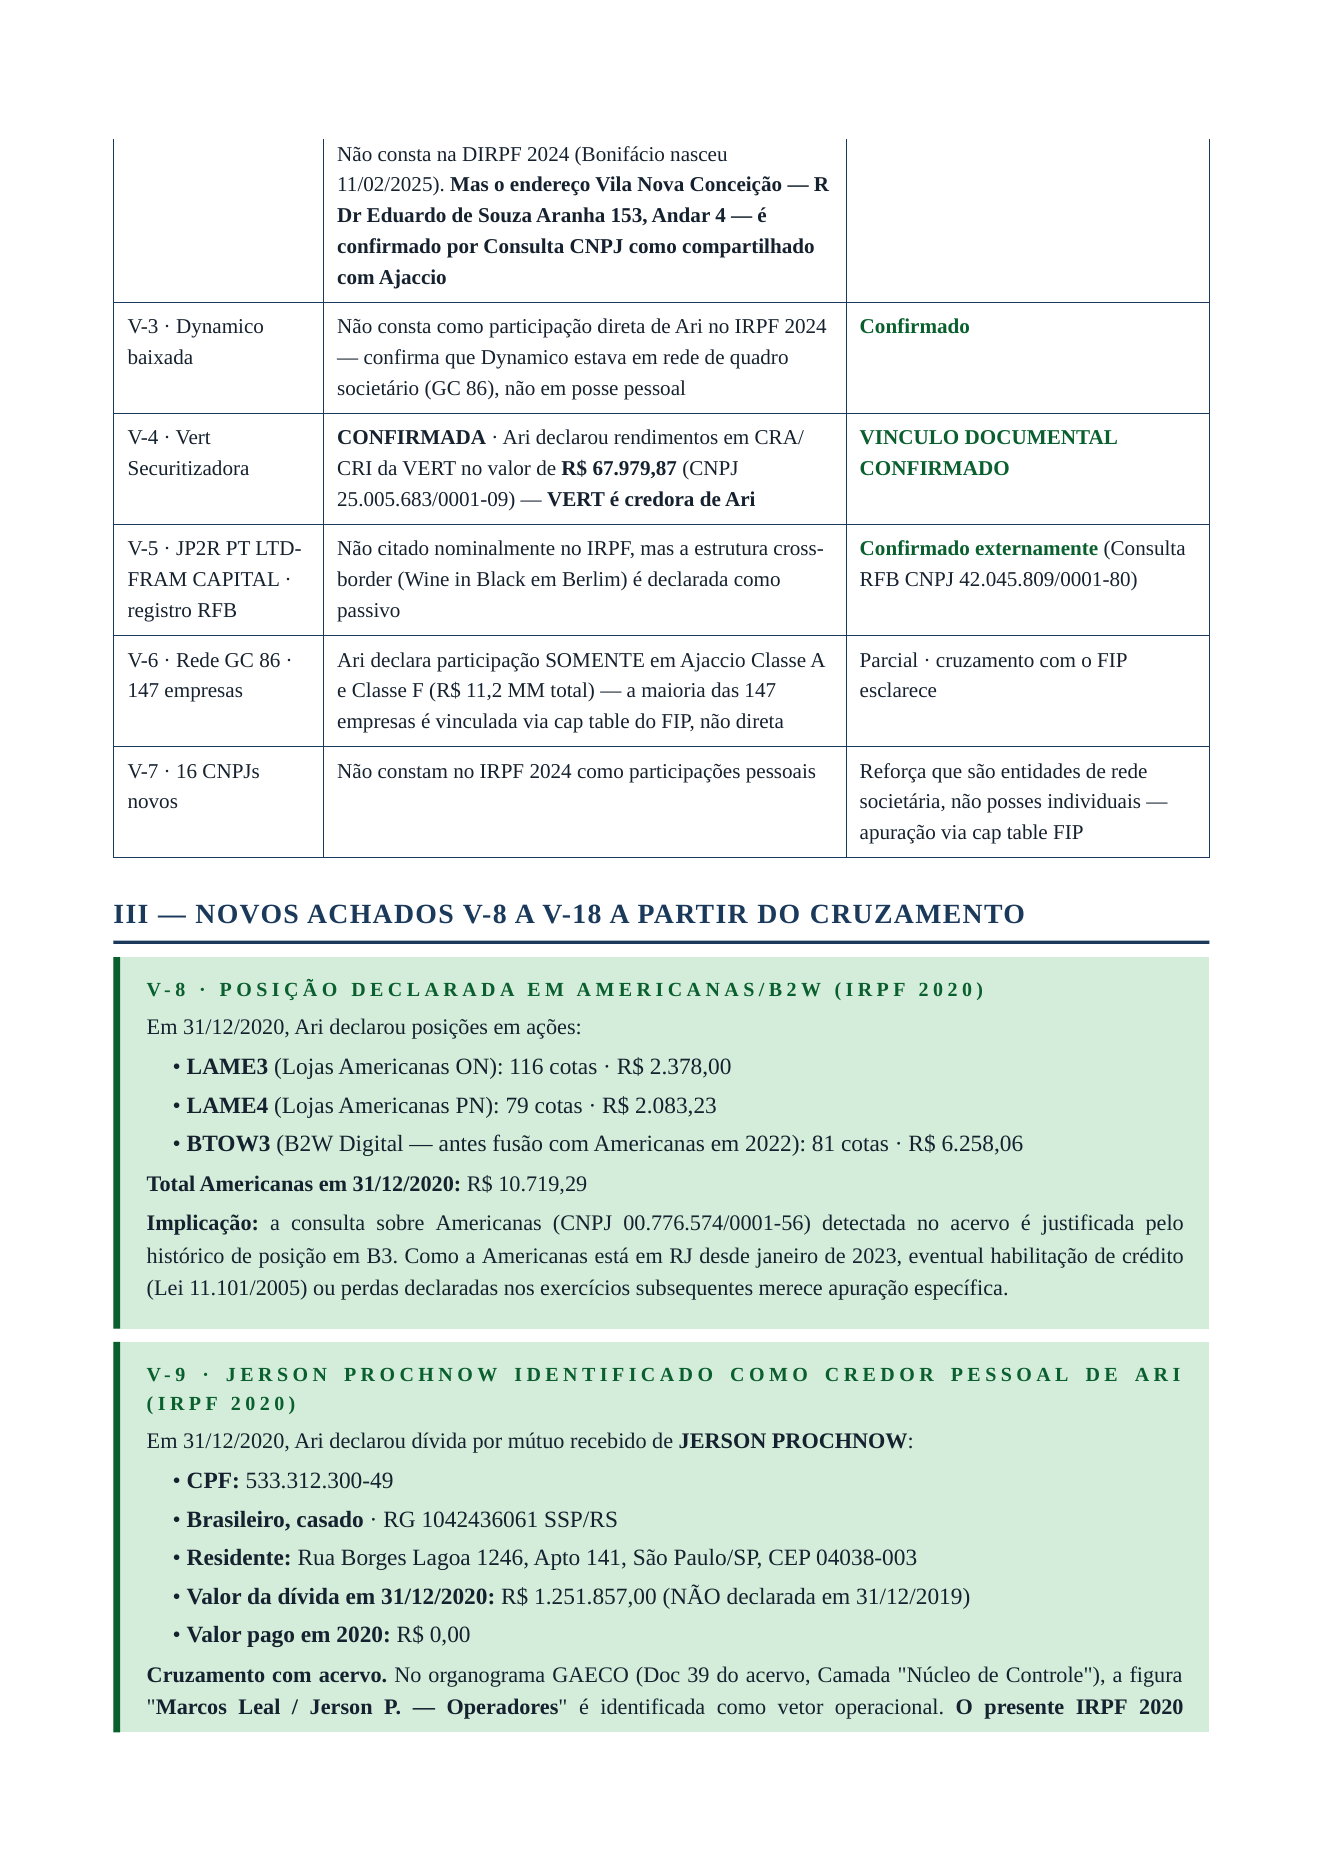 Não consta na DIRPF 2024 (Bonifácio nasceu
11/02/2025). Mas o endereço Vila Nova Conceição — R
Dr Eduardo de Souza Aranha 153, Andar 4 — é
confirmado por Consulta CNPJ como compartilhado
com Ajaccio
V-3 · Dynamico
baixada
Não consta como participação direta de Ari no IRPF 2024
— confirma que Dynamico estava em rede de quadro
societário (GC 86), não em posse pessoal
Confirmado
V-4 · Vert
Securitizadora
CONFIRMADA · Ari declarou rendimentos em CRA/
CRI da VERT no valor de R$ 67.979,87 (CNPJ
25.005.683/0001-09) — VERT é credora de Ari
VINCULO DOCUMENTAL
CONFIRMADO
V-5 · JP2R PT LTD-
FRAM CAPITAL ·
registro RFB
Não citado nominalmente no IRPF, mas a estrutura cross-
border (Wine in Black em Berlim) é declarada como
passivo
Confirmado externamente (Consulta
RFB CNPJ 42.045.809/0001-80)
V-6 · Rede GC 86 ·
147 empresas
Ari declara participação SOMENTE em Ajaccio Classe A
e Classe F (R$ 11,2 MM total) — a maioria das 147
empresas é vinculada via cap table do FIP, não direta
Parcial · cruzamento com o FIP
esclarece
V-7 · 16 CNPJs
novos
Não constam no IRPF 2024 como participações pessoais
Reforça que são entidades de rede
societária, não posses individuais —
apuração via cap table FIP
III — NOVOS ACHADOS V-8 A V-18 A PARTIR DO CRUZAMENTO
V-8 · POSIÇÃO DECLARADA EM AMERICANAS/B2W (IRPF 2020)
Em 31/12/2020, Ari declarou posições em ações:
• LAME3 (Lojas Americanas ON): 116 cotas · R$ 2.378,00
• LAME4 (Lojas Americanas PN): 79 cotas · R$ 2.083,23
• BTOW3 (B2W Digital — antes fusão com Americanas em 2022): 81 cotas · R$ 6.258,06
Total Americanas em 31/12/2020: R$ 10.719,29
Implicação: a consulta sobre Americanas (CNPJ 00.776.574/0001-56) detectada no acervo é justificada pelo
histórico de posição em B3. Como a Americanas está em RJ desde janeiro de 2023, eventual habilitação de crédito
(Lei 11.101/2005) ou perdas declaradas nos exercícios subsequentes merece apuração específica.
V-9 · JERSON PROCHNOW IDENTIFICADO COMO CREDOR PESSOAL DE ARI
(IRPF 2020)
Em 31/12/2020, Ari declarou dívida por mútuo recebido de JERSON PROCHNOW:
• CPF: 533.312.300-49
• Brasileiro, casado · RG 1042436061 SSP/RS
• Residente: Rua Borges Lagoa 1246, Apto 141, São Paulo/SP, CEP 04038-003
• Valor da dívida em 31/12/2020: R$ 1.251.857,00 (NÃO declarada em 31/12/2019)
• Valor pago em 2020: R$ 0,00
Cruzamento com acervo. No organograma GAECO (Doc 39 do acervo, Camada "Núcleo de Controle"), a figura
"Marcos Leal / Jerson P. — Operadores" é identificada como vetor operacional. O presente IRPF 2020